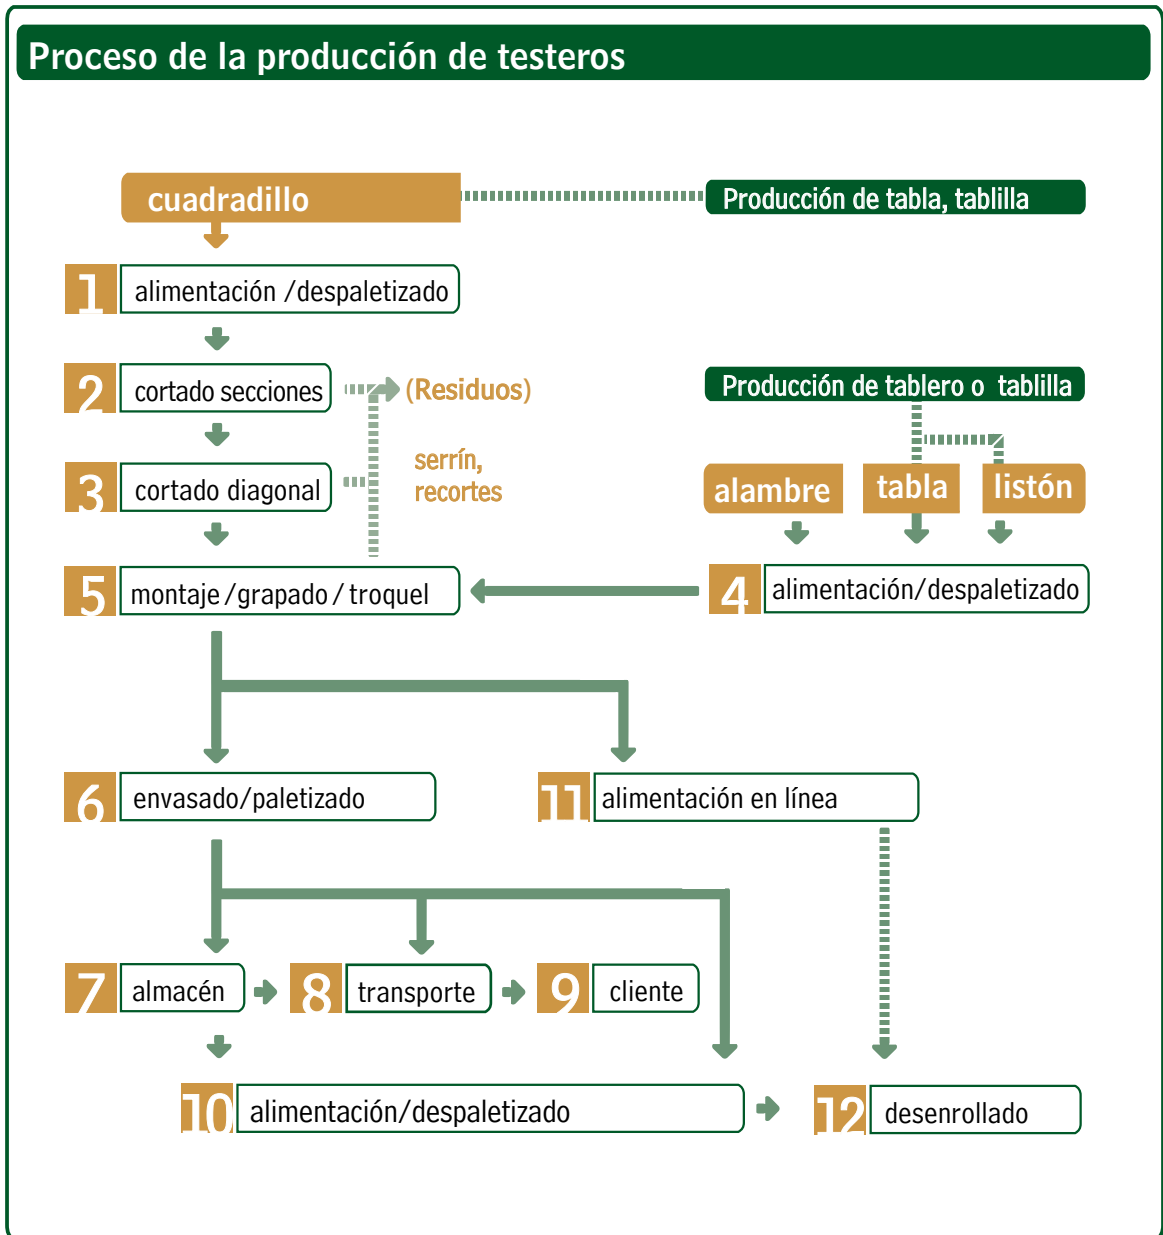 Proceso de la producción de testeros
cuadradillo
Producción de tabla, tablilla
1 alimentación /despaletizado
2 cortado secciones
(Residuos)
Producción de tablero o tablilla
3 cortado diagonal
serrín,
recortes
alambre
tabla
listón
5 montaje/grapado/ troquel
4 alimentación/despaletizado
6 envasado/paletizado
11 alimentación en línea
7 almacén
8 transporte
9 cliente
10 alimentación/despaletizado
12 desenrollado